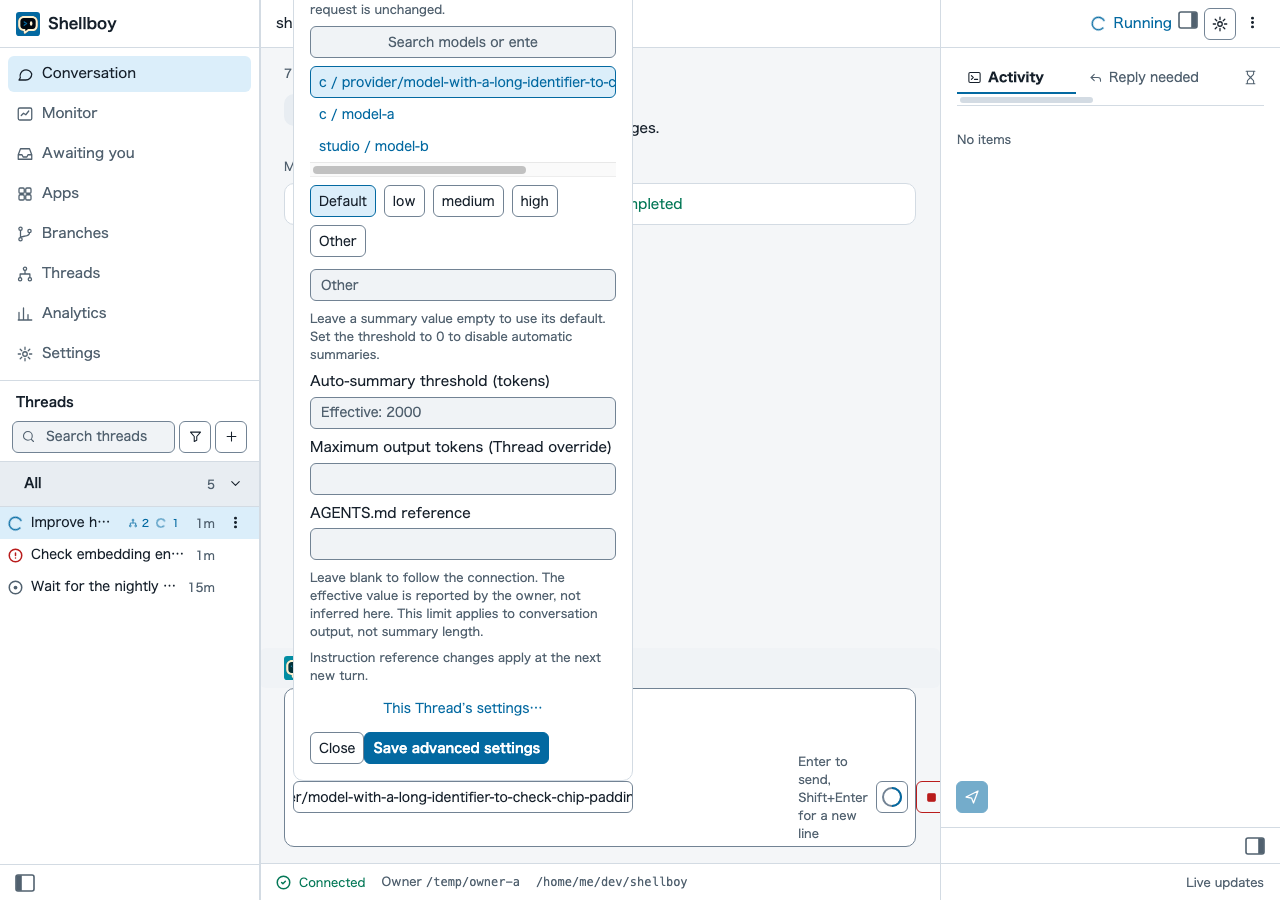 Shellboy
Conversation
Monitor
Awaiting you
Apps
Branches
Threads
Analytics
Settings
Threads
Search threads
All 5
Improve h⋯ 2 1 1m
Check embedding en⋯ 1m
Wait for the nightly ⋯ 15m
sh
7
M
request is unchanged.
Search models or ente
c / provider/model-with-a-long-identifier-to-c
c / model-a
studio / model-b
Default low medium high
Other
Other
Leave a summary value empty to use its default.
Set the threshold to 0 to disable automatic
summaries.
Auto-summary threshold (tokens)
Effective: 2000
Maximum output tokens (Thread override)
AGENTS.md reference
Leave blank to follow the connection. The
effective value is reported by the owner, not
inferred here. This limit applies to conversation
output, not summary length.
Instruction reference changes apply at the next
new turn.
This Thread's settings⋯
Close Save advanced settings
er/model-with-a-long-identifier-to-check-chip-paddin
ges.
mpleted
Enter to
send,
Shift+Enter
for a new
line
Connected Owner /temp/owner-a /home/me/dev/shellboy
Running
Activity Reply needed
No items
Live updates